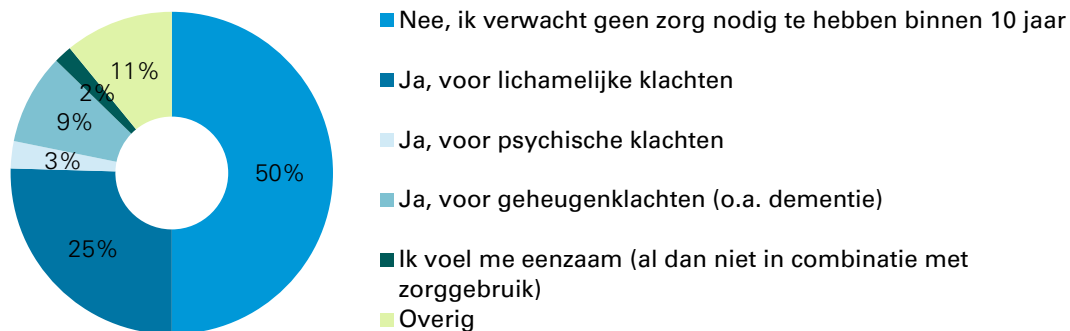 Nee, ik verwacht geen zorg nodig te hebben binnen 10 jaar
11%
2%
Ja, voor lichamelijke klachten
9%
3%
Ja, voor psychische klachten
50%
Ja, voor geheugenklachten (o.a. dementie)
25%
Ik voel me eenzaam (al dan niet in combinatie met
zorggebruik)
Overig